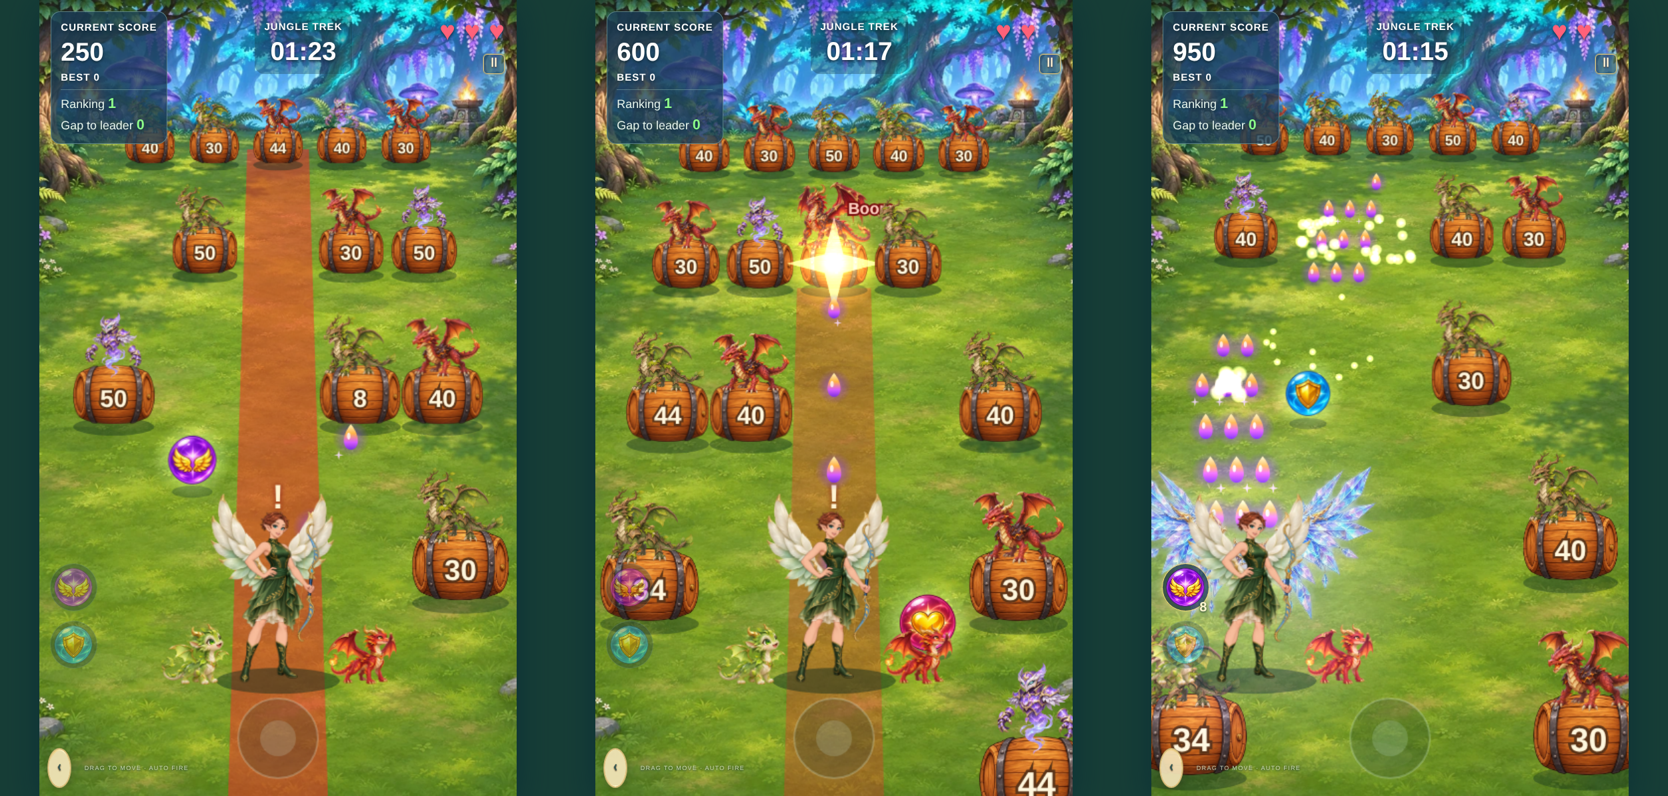 CURRENT SCORE
250
BEST 0
Ranking 1
Gap to leader 0
JUNGLE TREK
01:23
40 30 44 40 30
50 30 50
50 8 40
!
30
DRAG TO MOVE · AUTO FIRE
CURRENT SCORE
600
BEST 0
Ranking 1
Gap to leader 0
JUNGLE TREK
01:17
40 30 50 40 30
Boo
30 50 30
44 40 40
!
34 30
44
DRAG TO MOVE · AUTO FIRE
CURRENT SCORE
950
BEST 0
Ranking 1
Gap to leader 0
JUNGLE TREK
01:15
50 40 30 50 40
40 40 30
30
40
8
34 30
DRAG TO MOVE · AUTO FIRE